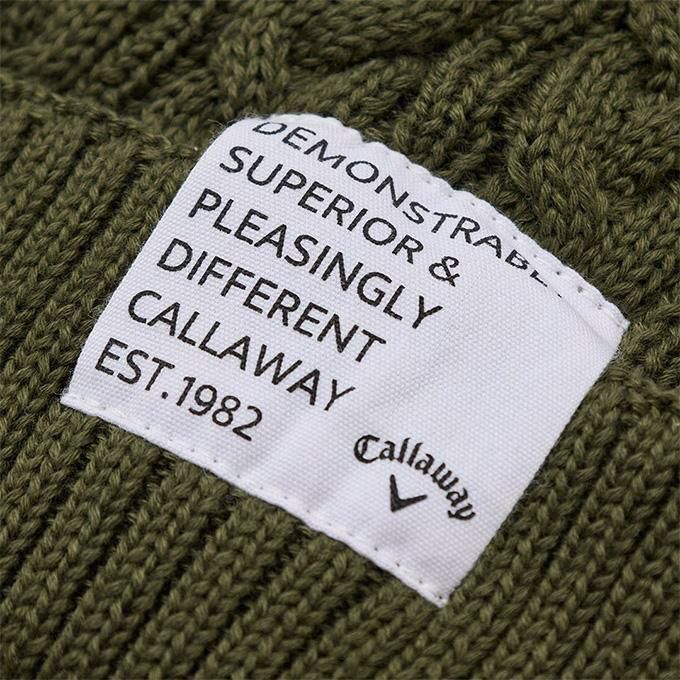 DEMONSTRABL
SUPERIOR &
PLEASINGLY
DIFFERENT
CALLAWAY
EST.1982
Callaway